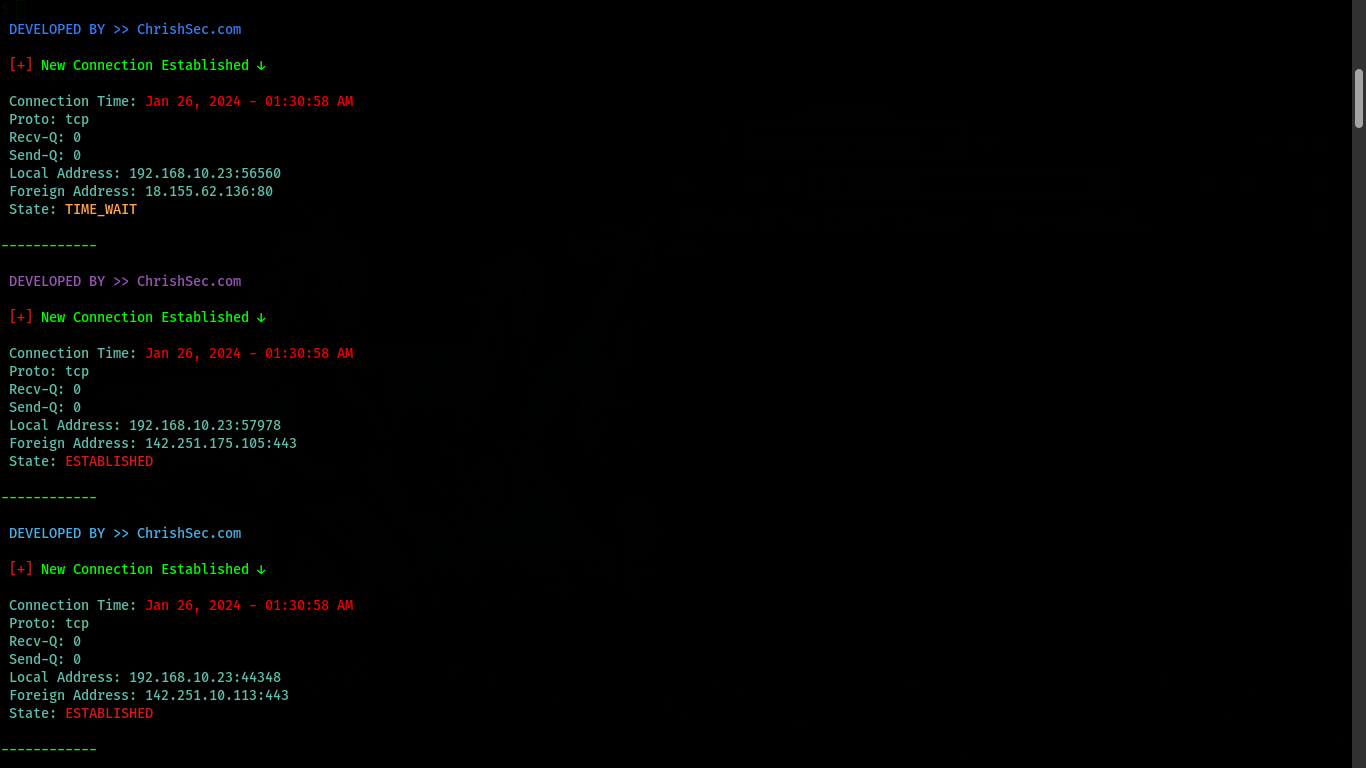 DEVELOPED BY >> ChrishSec.com
[+] New Connection Established ↓
Connection Time: Jan 26, 2024 - 01:30:58 AM
Proto: tcp
Recv-Q: 0
Send-Q: 0
Local Address: 192.168.10.23:56560
Foreign Address: 18.155.62.136:80
State: TIME_WAIT
------------
DEVELOPED BY >> ChrishSec.com
[+] New Connection Established ↓
Connection Time: Jan 26, 2024 - 01:30:58 AM
Proto: tcp
Recv-Q: 0
Send-Q: 0
Local Address: 192.168.10.23:57978
Foreign Address: 142.251.175.105:443
State: ESTABLISHED
------------
DEVELOPED BY >> ChrishSec.com
[+] New Connection Established ↓
Connection Time: Jan 26, 2024 - 01:30:58 AM
Proto: tcp
Recv-Q: 0
Send-Q: 0
Local Address: 192.168.10.23:44348
Foreign Address: 142.251.10.113:443
State: ESTABLISHED
------------